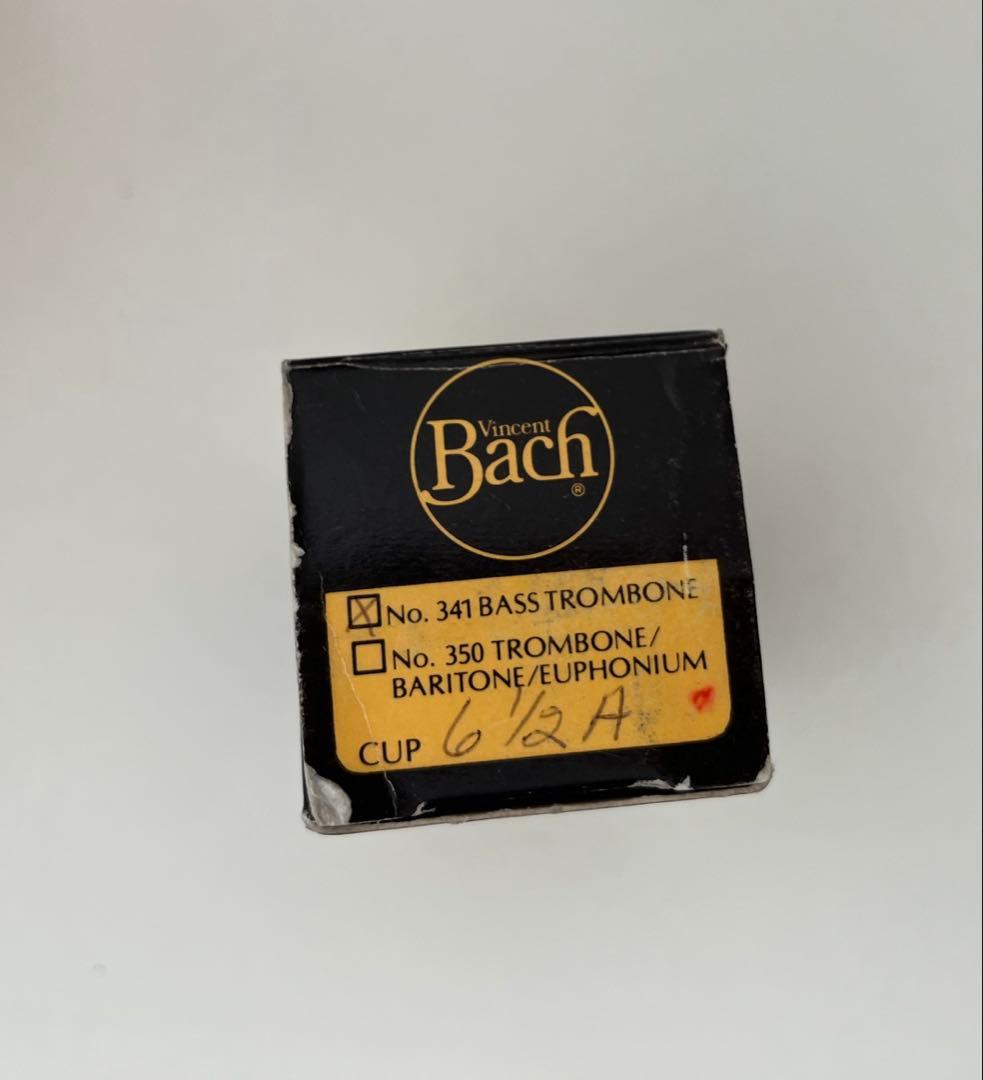 Vincent
Bach
®
☒ No. 341 BASS TROMBONE
☐ No. 350 TROMBONE/
BARITONE/EUPHONIUM
CUP 6 1/2 A